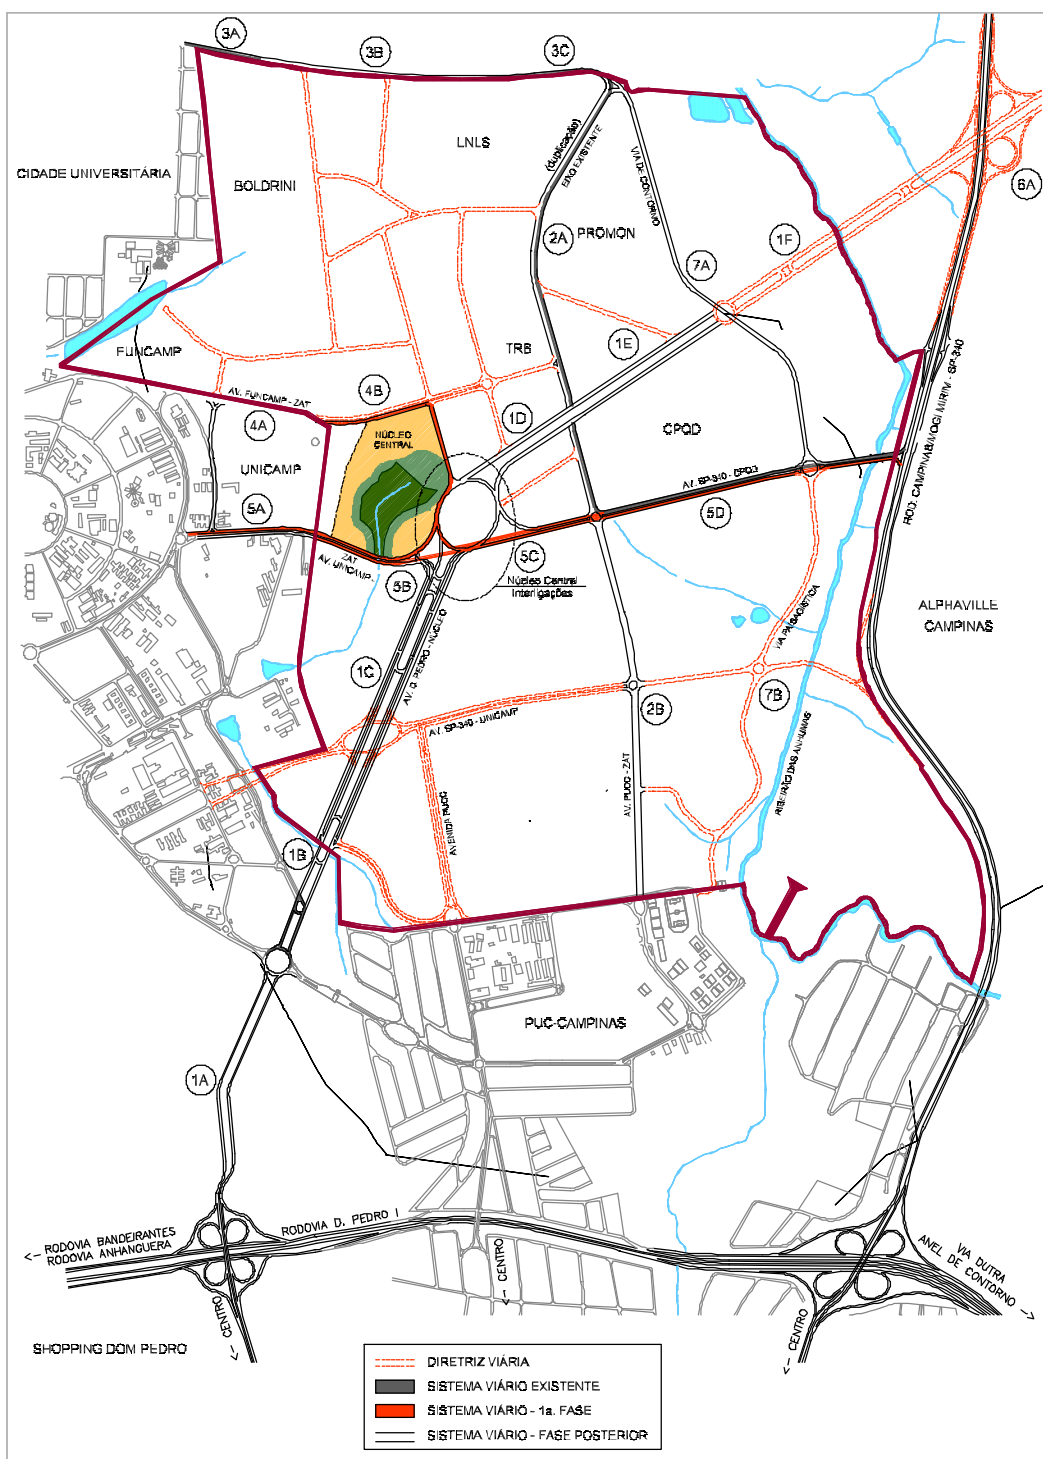 3A
3B
3C
LNLS
(duplicação)
EIXO EXISTENTE
VIA DE CONTORNO
CIDADE UNIVERSITÁRIA
BOLDRINI
6A
2A
PROMON
1F
7A
FUNCAMP
TRB
1E
ROD. CAMPINAS/MOGI MIRIM - SP-340
AV. FUNCAMP - ZAT
4B
4A
1D
NÚCLEO
CENTRAL
CPQD
UNICAMP
AV. SP-340 - CPQD
5A
5D
ZAT
AV. UNICAMP -
5C
5B
Núcleo Central
Interligações
VIA PAISAGÍSTICA
ALPHAVILLE
CAMPINAS
1C
AV. D. PEDRO - NÚCLEO
7B
2B
AV. SP-340 - UNICAMP
RIBEIRÃO DAS ANHUMAS
AV. PUCC - ZAT
AVENIDA PUCC
1B
PUC-CAMPINAS
1A
RODOVIA D. PEDRO I
<- RODOVIA BANDEIRANTES
RODOVIA ANHANGUERA
VIA DUTRA
ANEL DE CONTORNO ->
<- CENTRO
<- CENTRO
<- CENTRO
SHOPPING DOM PEDRO
DIRETRIZ VIÁRIA
SISTEMA VIÁRIO EXISTENTE
SISTEMA VIÁRIO - 1a. FASE
SISTEMA VIÁRIO - FASE POSTERIOR